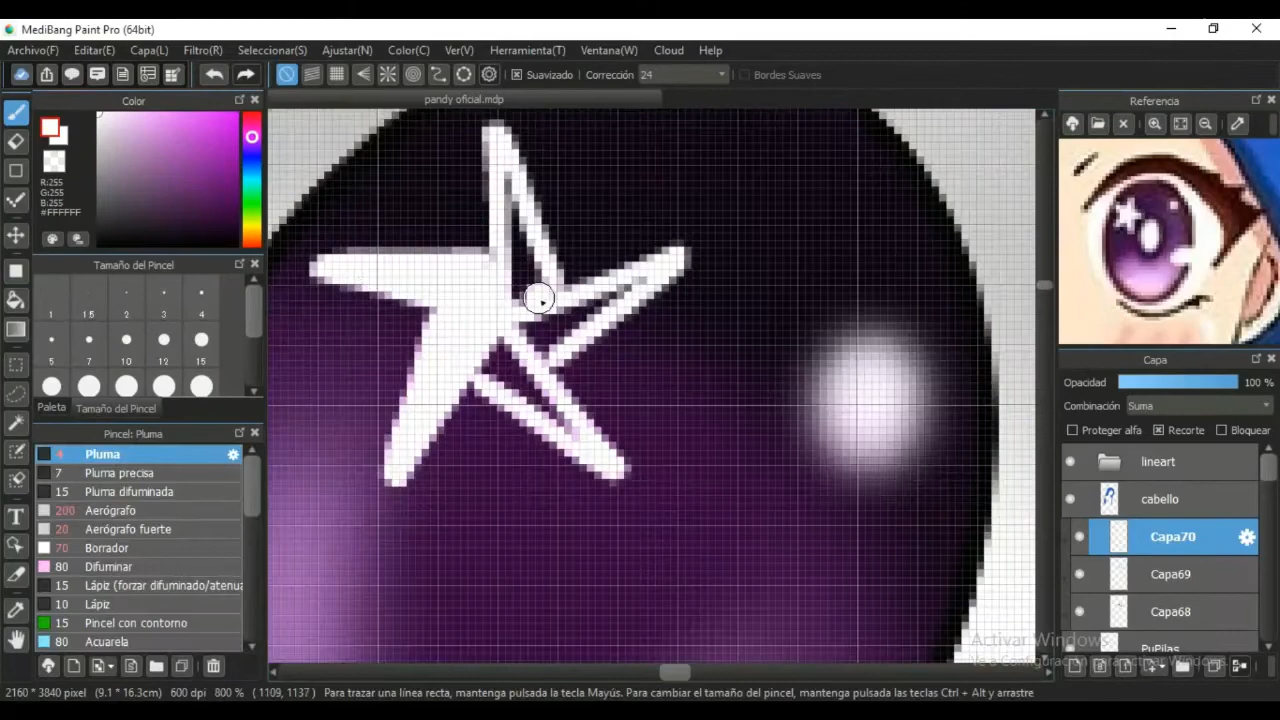 MediBang Paint Pro (64bit)
Archivo(F) Editar(E) Capa(L) Filtro(R) Seleccionar(S) Ajustar(N) Color(C) Ver(V) Herramienta(T) Ventana(W) Cloud Help
Suavizado Corrección 24 Bordes Suaves
Color
pandy oficial.mdp
Referencia
R:255
G:255
B:255
#FFFFFF
Tamaño del Pincel
1 1.5 2 3 4
5 7 10 12 15
Paleta Tamaño del Pincel
Pincel: Pluma
4 Pluma
7 Pluma precisa
15 Pluma difuminada
200 Aerógrafo
20 Aerógrafo fuerte
70 Borrador
80 Difuminar
15 Lápiz (forzar difuminado/atenua
10 Lápiz
15 Pincel con contorno
80 Acuarela
Capa
Opacidad 100 %
Combinación Suma
Proteger alfa Recorte Bloquear
lineart
cabello
Capa70
Capa69
Capa68
PuPilas
Activar Windows
Ve a Configuración para activar Windows.
2160 * 3840 pixel (9.1 * 16.3cm) 600 dpi 800 % ( 1109, 1137 ) Para trazar una línea recta, mantenga pulsada la tecla Mayús. Para cambiar el tamaño del pincel, mantenga pulsadas las teclas Ctrl + Alt y arrastre